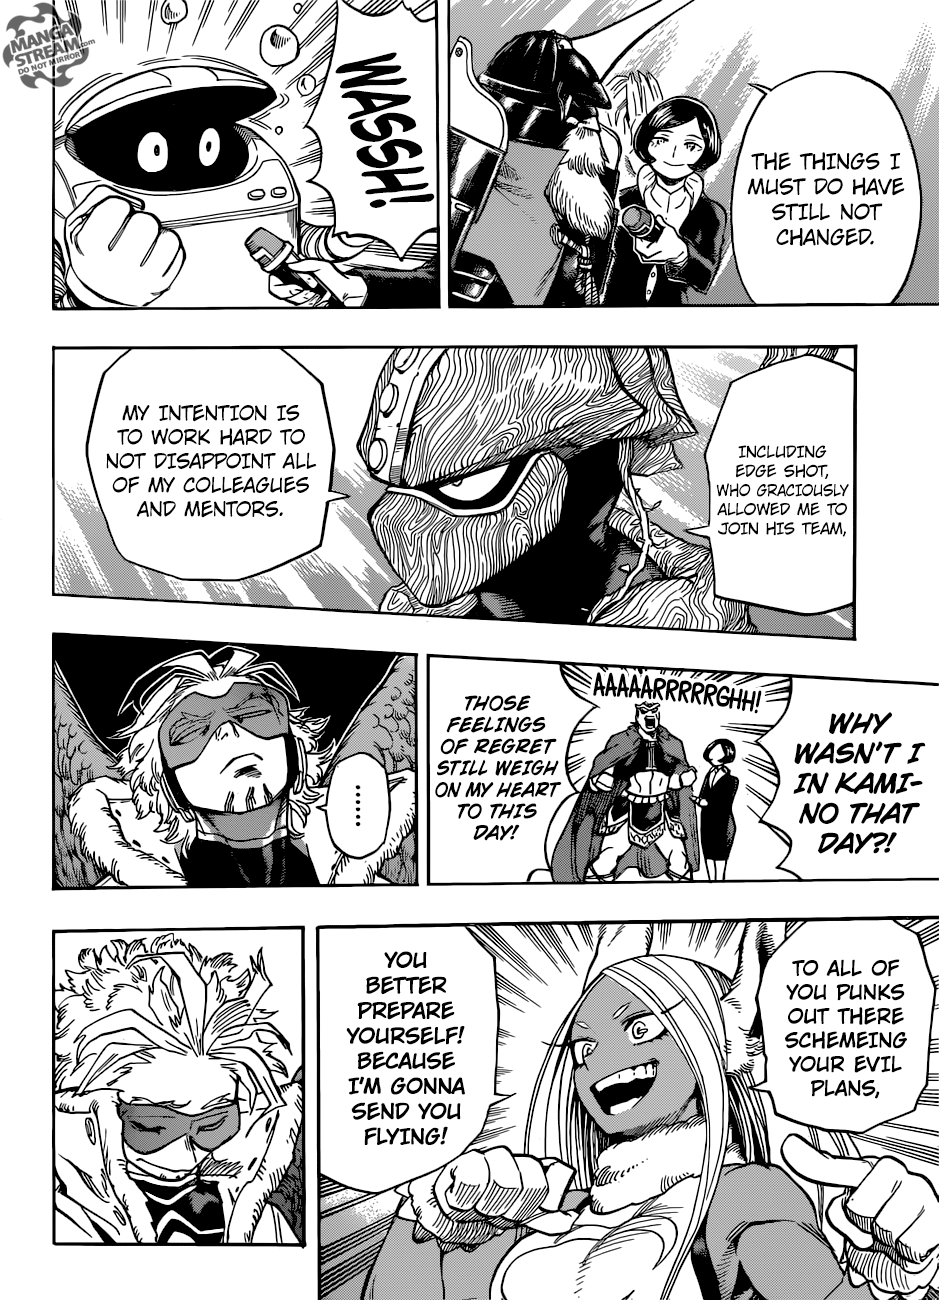 THE THINGS I
MUST DO HAVE
STILL NOT
CHANGED.
WASSH!
MANGA
STREAM.com
DO NOT MIRROR
INCLUDING
EDGE SHOT,
WHO GRACIOUSLY
ALLOWED ME TO
JOIN HIS TEAM,
MY INTENTION IS
TO WORK HARD TO
NOT DISAPPOINT ALL
OF MY COLLEAGUES
AND MENTORS.
WHY
WASN'T I
IN KAMI-
NO THAT
DAY?!
AAAAARRRRRGHH!
THOSE
FEELINGS
OF REGRET
STILL WEIGH
ON MY HEART
TO THIS
DAY!
......
TO ALL OF
YOU PUNKS
OUT THERE
SCHEMEING
YOUR EVIL
PLANS,
YOU
BETTER
PREPARE
YOURSELF!
BECAUSE
I'M GONNA
SEND YOU
FLYING!